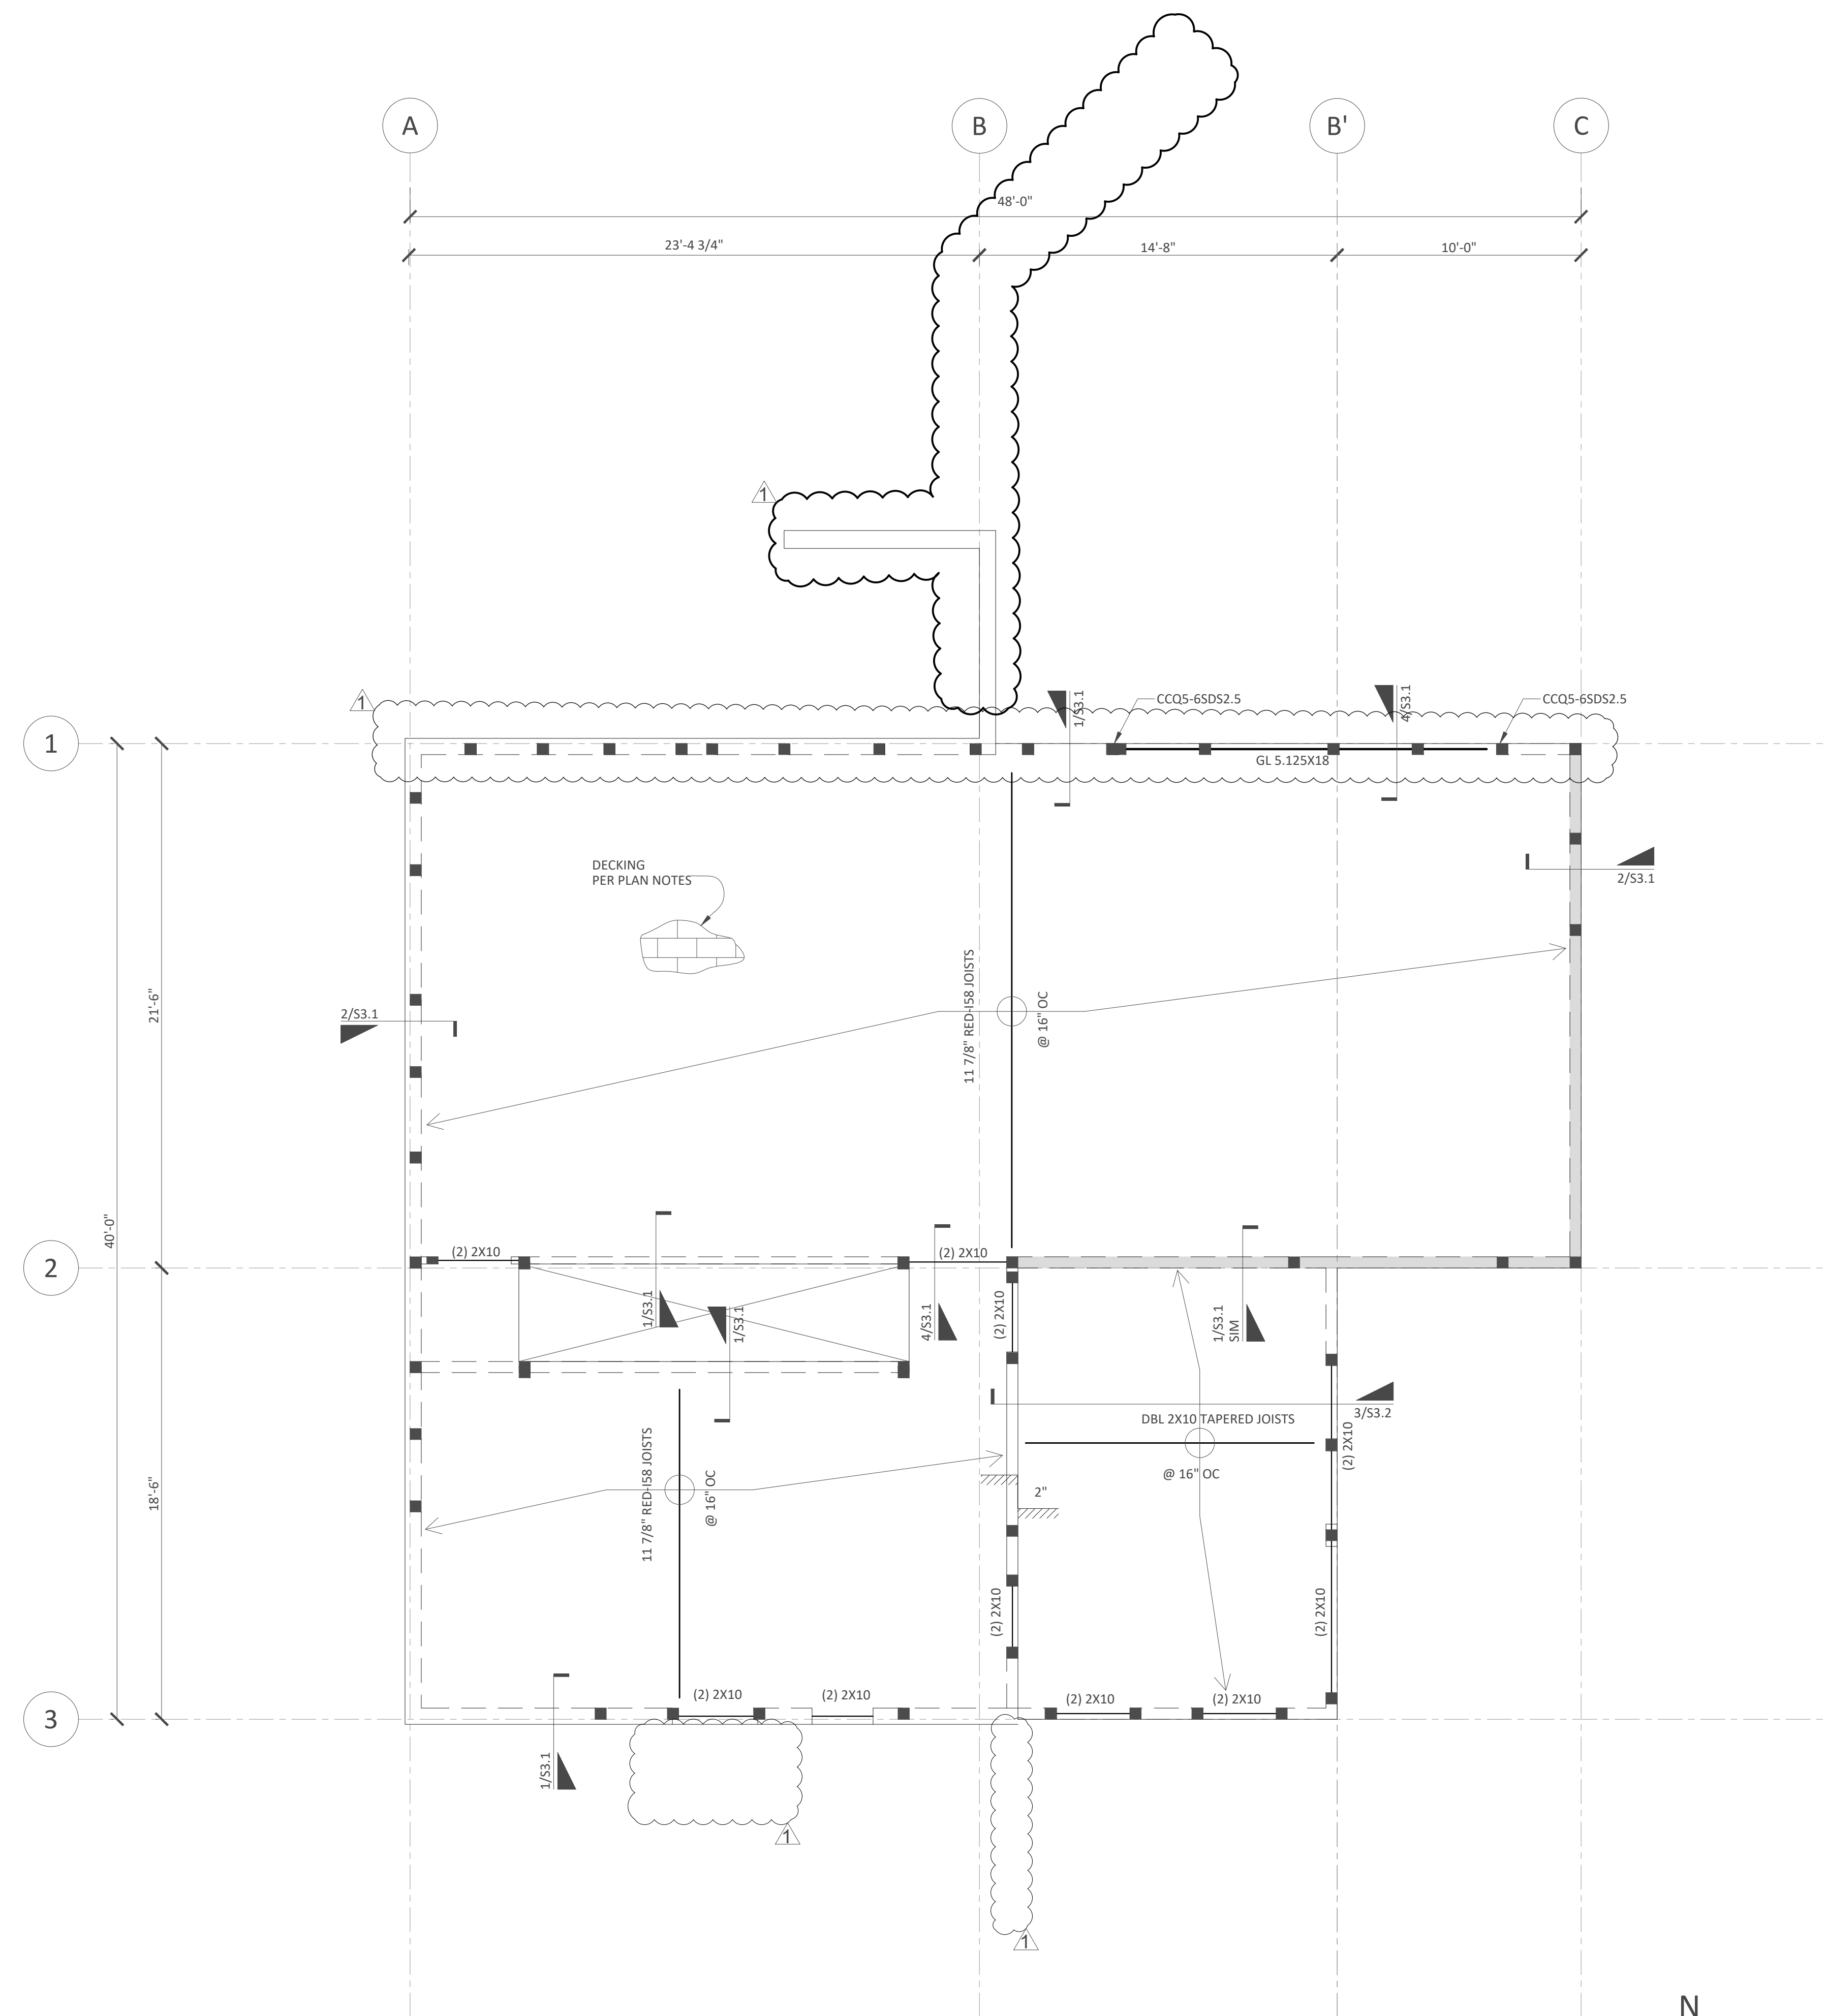 A
B
B'
C
48'-0"
23'-4 3/4"
14'-8"
10'-0"
1
1
1
1/S3.1
CCQ5-6SDS2.5
4/S3.1
CCQ5-6SDS2.5
GL 5.125X18
DECKING
PER PLAN NOTES
2/S3.1
21'-6"
2/S3.1
11 7/8" RED-I58 JOISTS
@ 16" OC
40'-0"
2
(2) 2X10
(2) 2X10
1/S3.1
1/S3.1
4/S3.1
(2) 2X10
1/S3.1
SIM
3/S3.2
DBL 2X10 TAPERED JOISTS
@ 16" OC
(2) 2X10
18'-6"
11 7/8" RED-I58 JOISTS
@ 16" OC
2"
(2) 2X10
(2) 2X10
3
(2) 2X10
(2) 2X10
(2) 2X10
(2) 2X10
1/S3.1
1
1
N